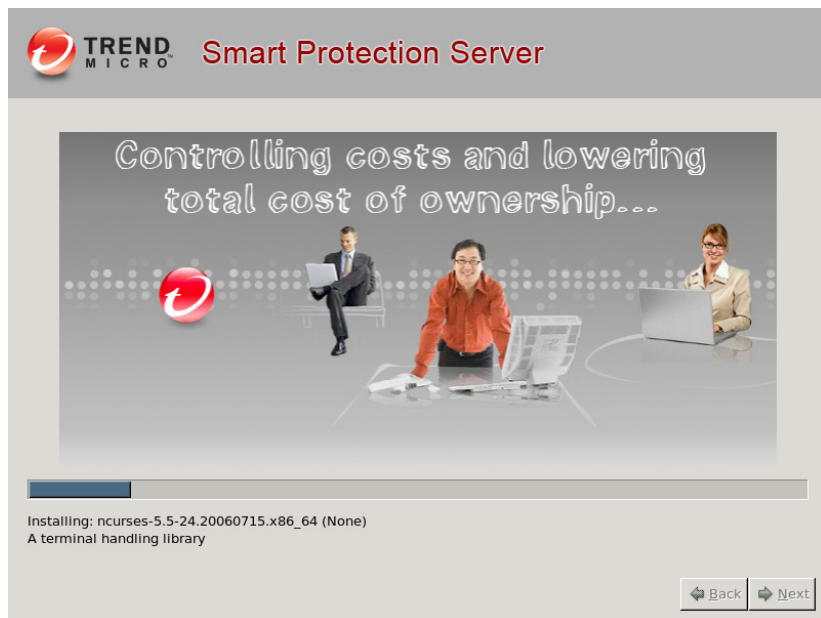 TREND
MICRO™
Smart Protection Server
Controlling costs and lowering
total cost of ownership...
Installing: ncurses-5.5-24.20060715.x86_64 (None)
A terminal handling library
Back
Next